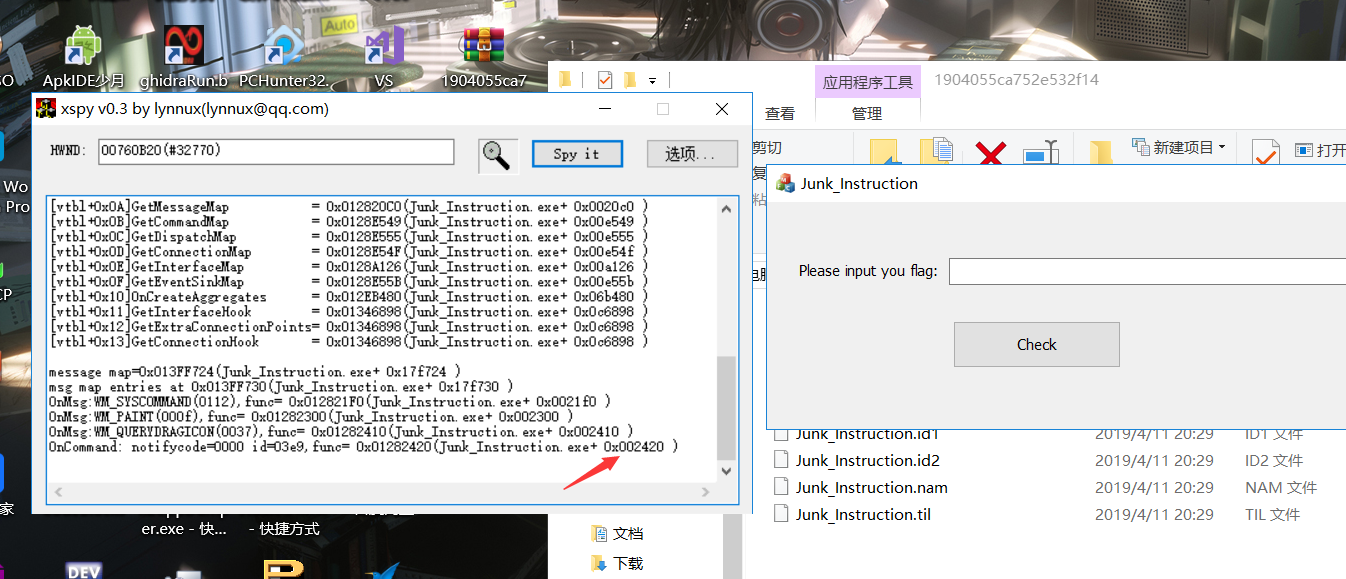 Auto
ApkIDE少月
ghidraRun.b
PCHunter32.
VS
1904055ca7
应用程序工具
1904055ca752e532f14
查看
管理
剪切
新建项目
打开
xspy v0.3 by lynnux(lynnux@qq.com)
HWND:
00760B20(#32770)
Spy it
选项...
[vtbl+0x0A]GetMessageMap = 0x012820C0(Junk_Instruction.exe+ 0x0020c0 )
[vtbl+0x0B]GetCommandMap = 0x0128E549(Junk_Instruction.exe+ 0x00e549 )
[vtbl+0x0C]GetDispatchMap = 0x0128E555(Junk_Instruction.exe+ 0x00e555 )
[vtbl+0x0D]GetConnectionMap = 0x0128E54F(Junk_Instruction.exe+ 0x00e54f )
[vtbl+0x0E]GetInterfaceMap = 0x0128A126(Junk_Instruction.exe+ 0x00a126 )
[vtbl+0x0F]GetEventSinkMap = 0x0128E55B(Junk_Instruction.exe+ 0x00e55b )
[vtbl+0x10]OnCreateAggregates = 0x012EB480(Junk_Instruction.exe+ 0x06b480 )
[vtbl+0x11]GetInterfaceHook = 0x01346898(Junk_Instruction.exe+ 0x0c6898 )
[vtbl+0x12]GetExtraConnectionPoints= 0x01346898(Junk_Instruction.exe+ 0x0c6898 )
[vtbl+0x13]GetConnectionHook = 0x01346898(Junk_Instruction.exe+ 0x0c6898 )
message map=0x013FF724(Junk_Instruction.exe+ 0x17f724 )
msg map entries at 0x013FF730(Junk_Instruction.exe+ 0x17f730 )
OnMsg:WM_SYSCOMMAND(0112),func= 0x012821F0(Junk_Instruction.exe+ 0x0021f0 )
OnMsg:WM_PAINT(000f),func= 0x01282300(Junk_Instruction.exe+ 0x002300 )
OnMsg:WM_QUERYDRAGICON(0037),func= 0x01282410(Junk_Instruction.exe+ 0x002410 )
OnCommand: notifycode=0000 id=03e9,func= 0x01282420(Junk_Instruction.exe+ 0x002420 )
Junk_Instruction
Please input you flag:
Check
Junk_Instruction.id1 2019/4/11 20:29 ID1 文件
Junk_Instruction.id2 2019/4/11 20:29 ID2 文件
Junk_Instruction.nam 2019/4/11 20:29 NAM 文件
Junk_Instruction.til 2019/4/11 20:29 TIL 文件
文档
下载
Wo
Pro
CP
家
er.exe - 快...
- 快捷方式
DEV